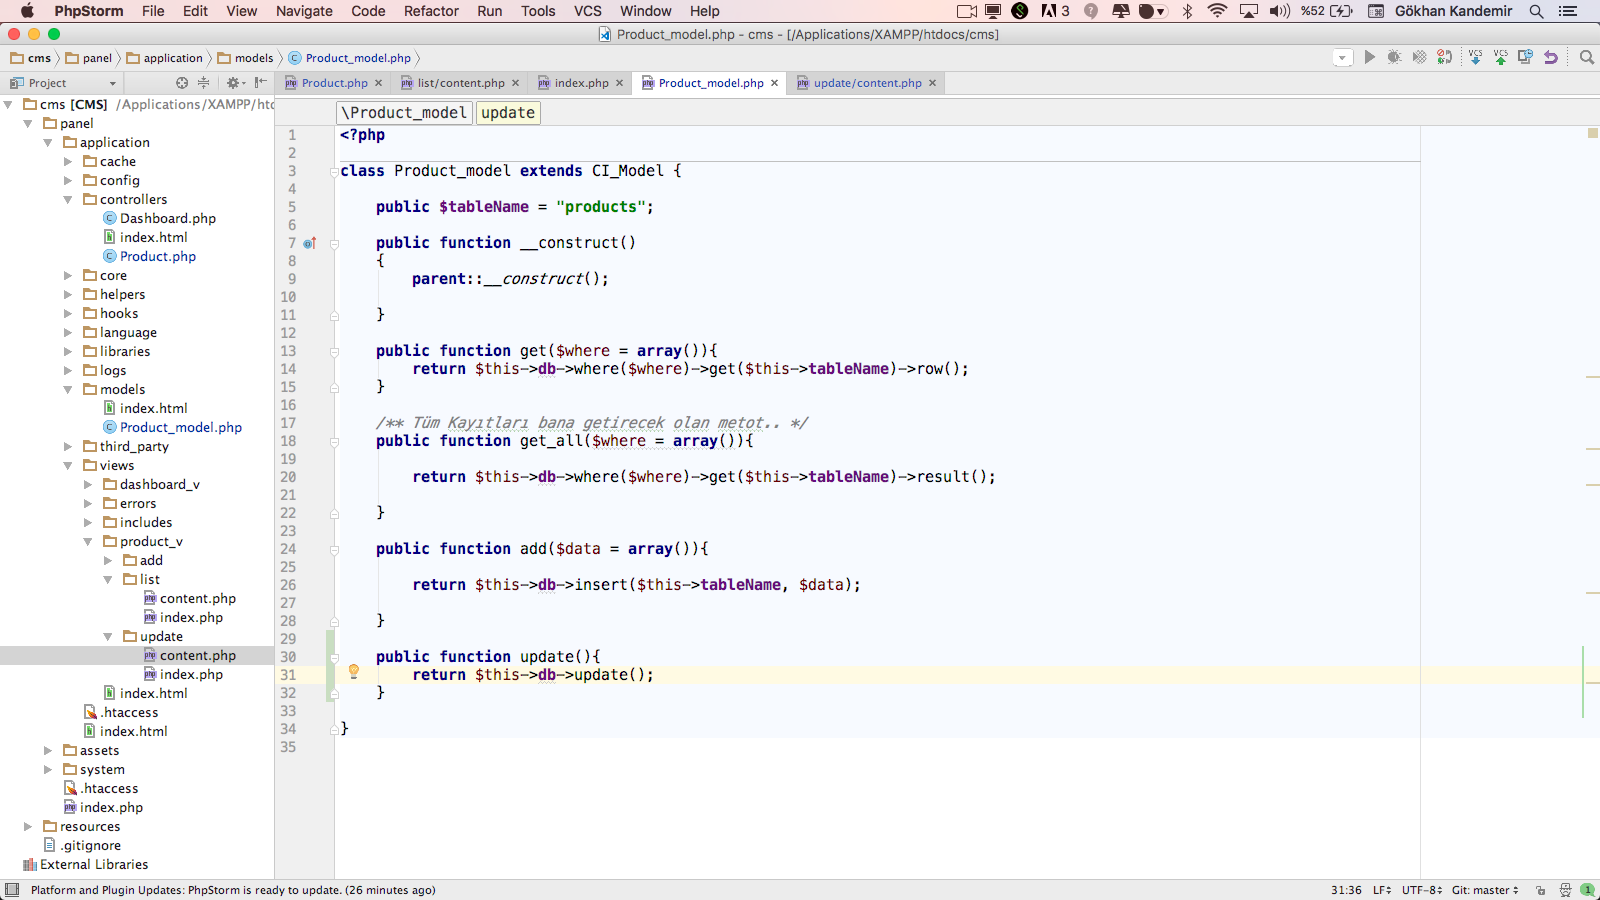 PhpStorm File Edit View Navigate Code Refactor Run Tools VCS Window Help 3 %52 Gökhan Kandemir
Product_model.php - cms - [/Applications/XAMPP/htdocs/cms]
cms panel application models Product_model.php
Project Product.php list/content.php index.php Product_model.php update/content.php
cms [CMS] /Applications/XAMPP/htd
\Product_model update
panel
application
cache
config
controllers
Dashboard.php
index.html
Product.php
core
helpers
hooks
language
libraries
logs
models
index.html
Product_model.php
third_party
views
dashboard_v
errors
includes
product_v
add
list
content.php
index.php
update
content.php
index.php
index.html
.htaccess
index.html
assets
system
.htaccess
index.php
resources
.gitignore
External Libraries
1 <?php
2
3 class Product_model extends CI_Model {
4
5 public $tableName = "products";
6
7 public function __construct()
8 {
9 parent::__construct();
10
11 }
12
13 public function get($where = array()){
14 return $this->db->where($where)->get($this->tableName)->row();
15 }
16
17 /** Tüm Kayıtları bana getirecek olan metot.. */
18 public function get_all($where = array()){
19
20 return $this->db->where($where)->get($this->tableName)->result();
21
22 }
23
24 public function add($data = array()){
25
26 return $this->db->insert($this->tableName, $data);
27
28 }
29
30 public function update(){
31 return $this->db->update();
32 }
33
34 }
35
Platform and Plugin Updates: PhpStorm is ready to update. (26 minutes ago) 31:36 LF UTF-8 Git: master 1